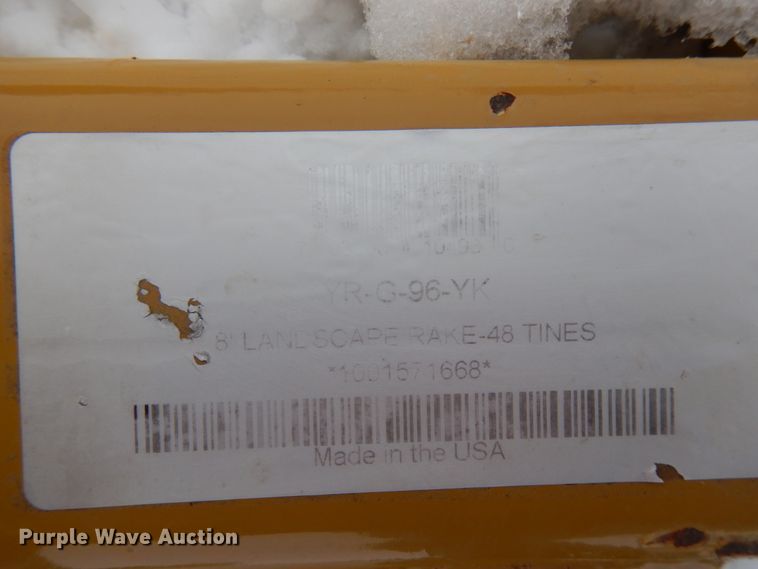 YR-G-96-YK
8' LANDSCAPE RAKE-48 TINES
*1001571668*
Made in the USA
Purple Wave Auction